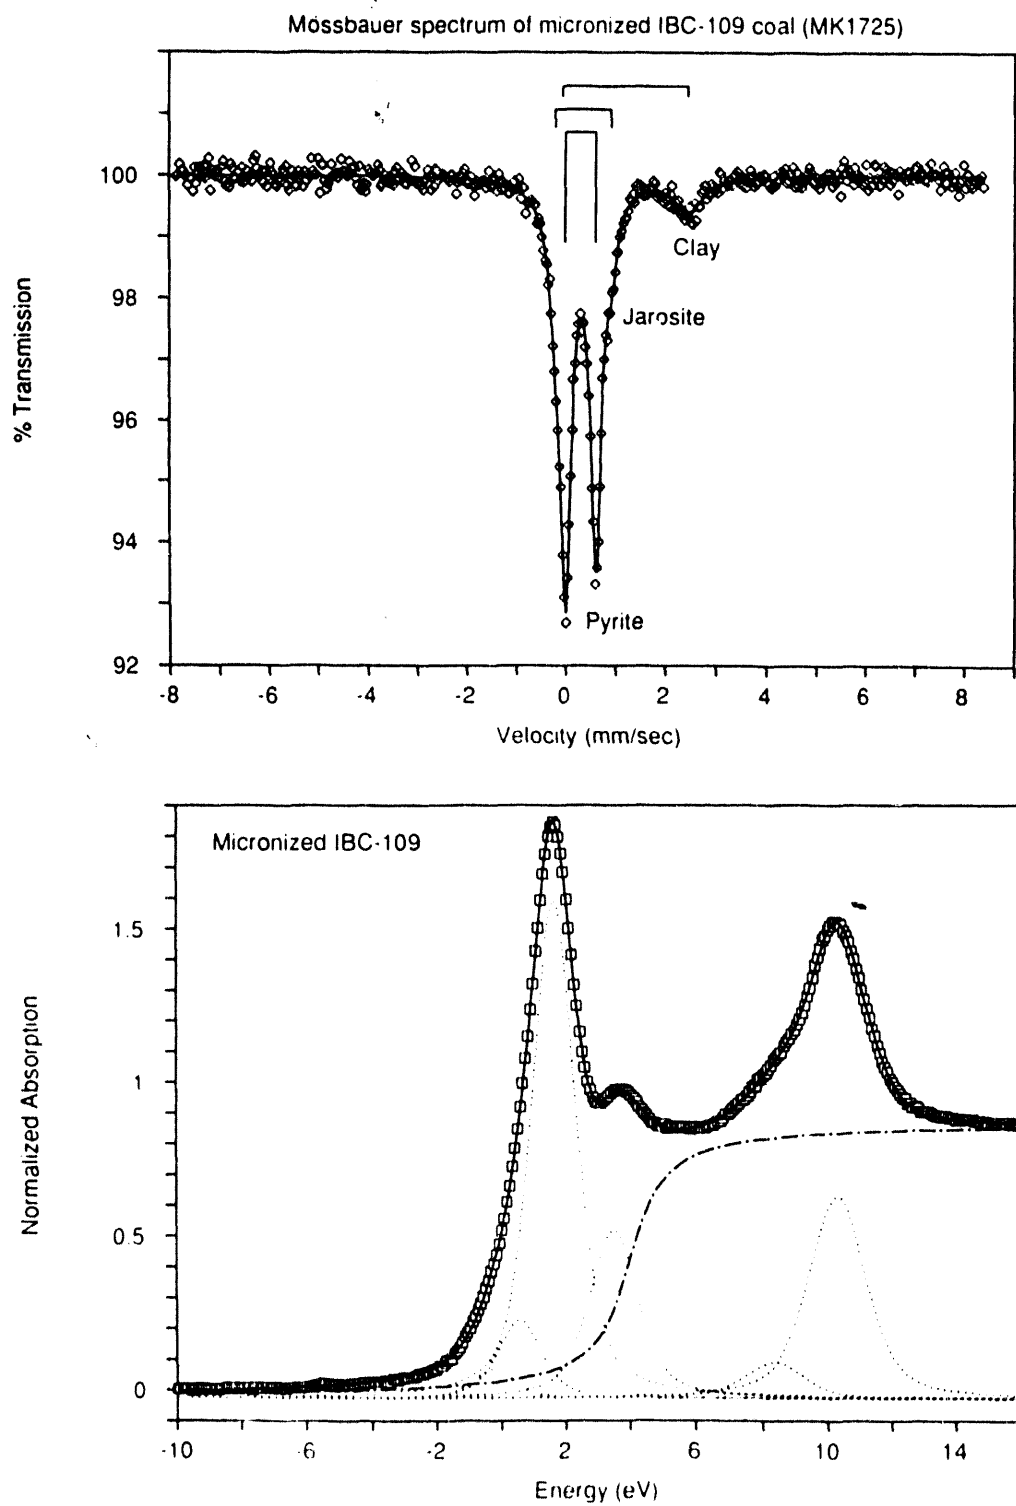 Mössbauer spectrum of micronized IBC-109 coal (MK1725)
100
98
96
94
92
% Transmission
Clay
Jarosite
Pyrite
-8 -6 -4 -2 0 2 4 6 8
Velocity (mm/sec)
Micronized IBC-109
1.5
1
0.5
0
Normalized Absorption
-10 -6 -2 2 6 10 14
Energy (eV)